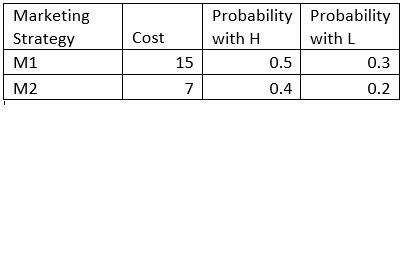 Marketing Strategy Cost Probability with H Probability with L
M1 15 0.5 0.3
M2 7 0.4 0.2